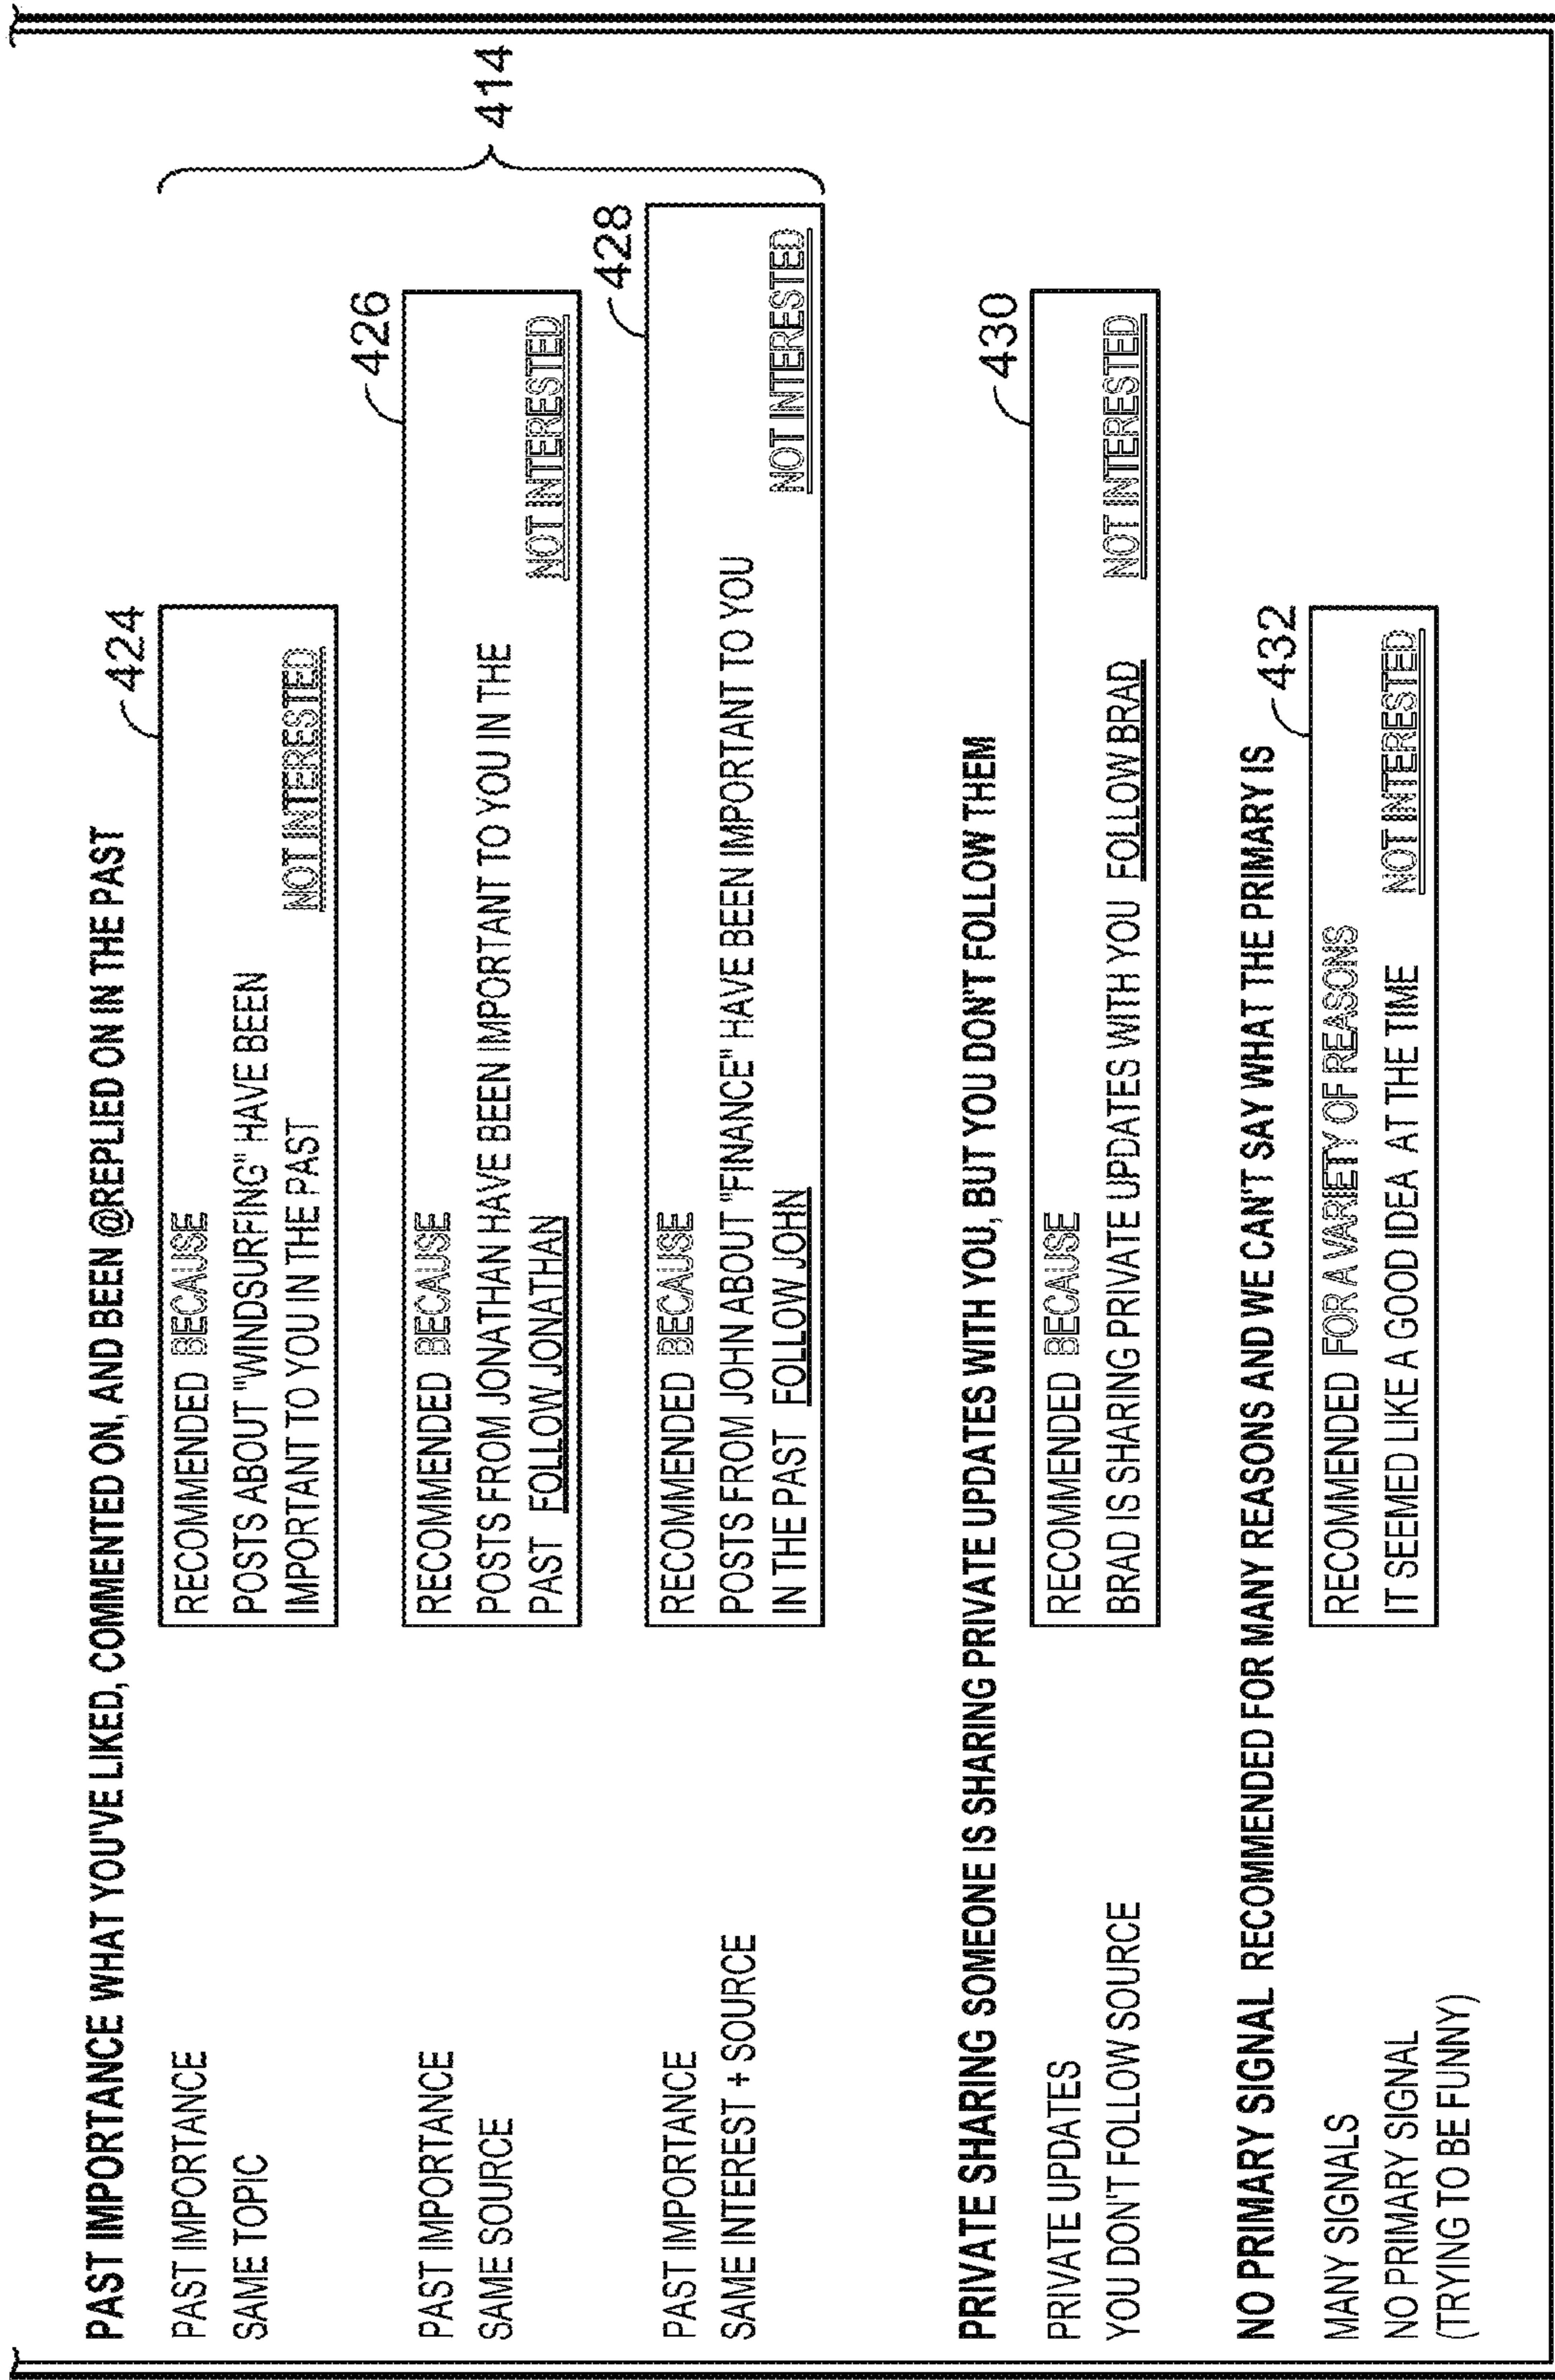 PAST IMPORTANCE WHAT YOU'VE LIKED, COMMENTED ON, AND BEEN @REPLIED ON IN THE PAST
PAST IMPORTANCE
SAME TOPIC
424
RECOMMENDED BECAUSE
POSTS ABOUT "WINDSURFING" HAVE BEEN
IMPORTANT TO YOU IN THE PAST NOT INTERESTED
PAST IMPORTANCE
SAME SOURCE
426
RECOMMENDED BECAUSE
POSTS FROM JONATHAN HAVE BEEN IMPORTANT TO YOU IN THE
PAST FOLLOW JONATHAN NOT INTERESTED
414
PAST IMPORTANCE
SAME INTEREST + SOURCE
428
RECOMMENDED BECAUSE
POSTS FROM JOHN ABOUT "FINANCE" HAVE BEEN IMPORTANT TO YOU
IN THE PAST FOLLOW JOHN NOT INTERESTED
PRIVATE SHARING SOMEONE IS SHARING PRIVATE UPDATES WITH YOU, BUT YOU DON'T FOLLOW THEM
PRIVATE UPDATES
YOU DON'T FOLLOW SOURCE
430
RECOMMENDED BECAUSE
BRAD IS SHARING PRIVATE UPDATES WITH YOU FOLLOW BRAD NOT INTERESTED
NO PRIMARY SIGNAL RECOMMENDED FOR MANY REASONS AND WE CAN'T SAY WHAT THE PRIMARY IS
MANY SIGNALS
NO PRIMARY SIGNAL
(TRYING TO BE FUNNY)
432
RECOMMENDED FOR A VARIETY OF REASONS
IT SEEMED LIKE A GOOD IDEA AT THE TIME NOT INTERESTED